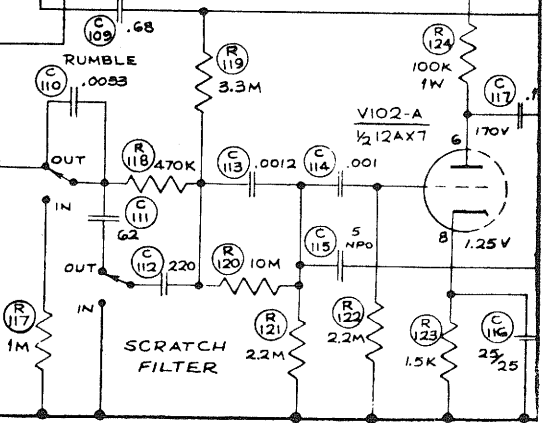 C 109 .68
RUMBLE
C 110 .0033
R 119 3.3M
R 124 100K 1W
C 117
V102-A
½ 12AX7
6 170V
OUT
R 118 470K
C 113 .0012
C 114 .001
IN
C 111 62
C 115 5 NPO
8 1.25V
OUT
C 112 220
R 120 10M
IN
R 117 1M
R 121 2.2M
R 122 2.2M
R 123 1.5K
C 116 25/25
SCRATCH
FILTER